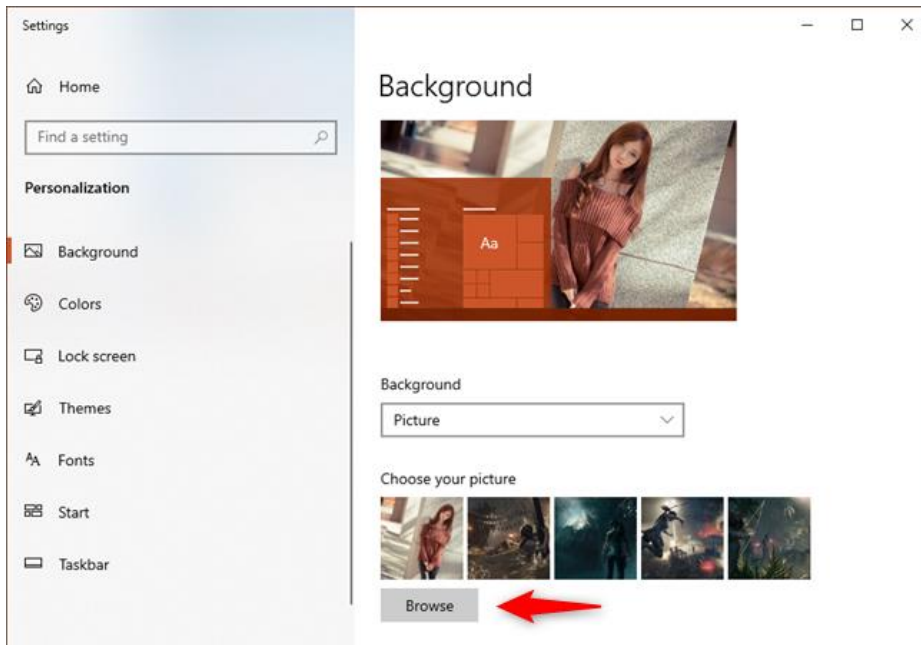 Settings
Home
Find a setting
Personalization
Background
Colors
Lock screen
Themes
Fonts
Start
Taskbar
Background
Aa
Background
Picture
Choose your picture
Browse